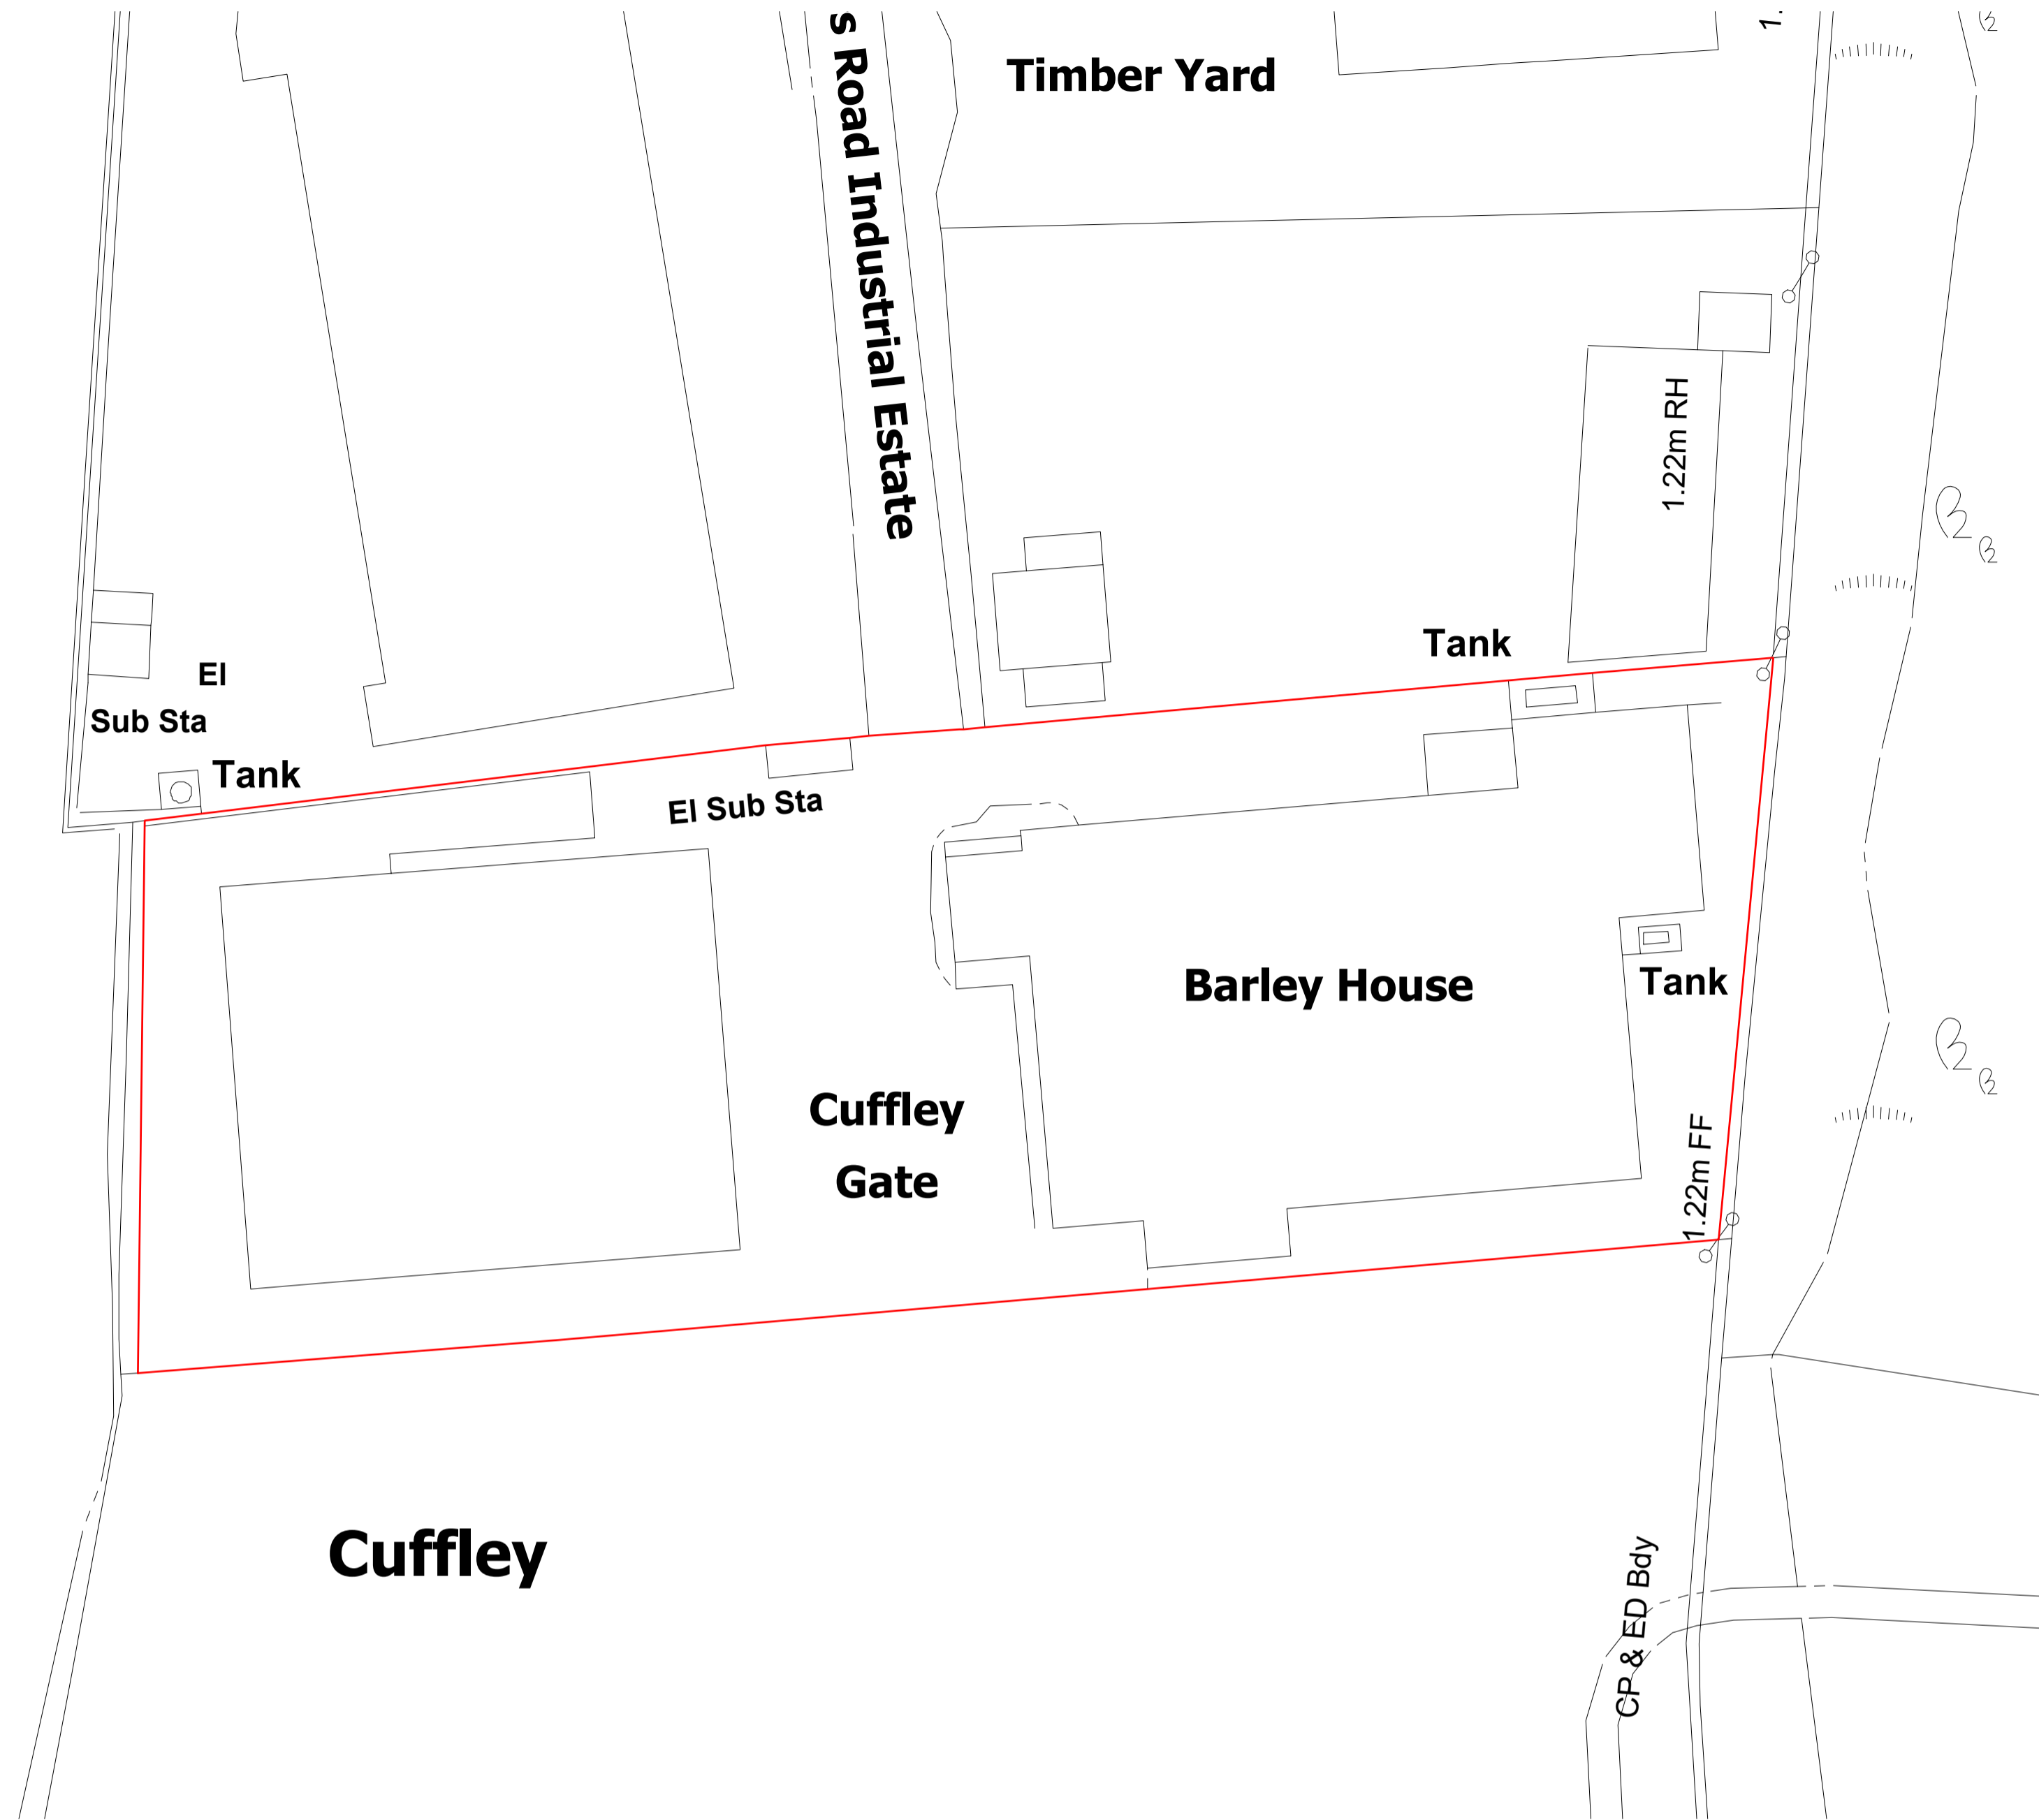 Timber Yard
s Road Industrial Estate
1.22m RH
Tank
El
Sub Sta
Tank
El Sub Sta
Barley House
Tank
Cuffley
Gate
1.22m FF
Cuffley
CP & ED Bdy